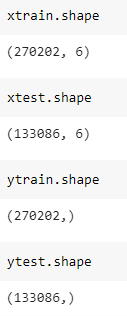 xtrain.shape
(270202, 6)
xtest.shape
(133086, 6)
ytrain.shape
(270202,)
ytest.shape
(133086,)